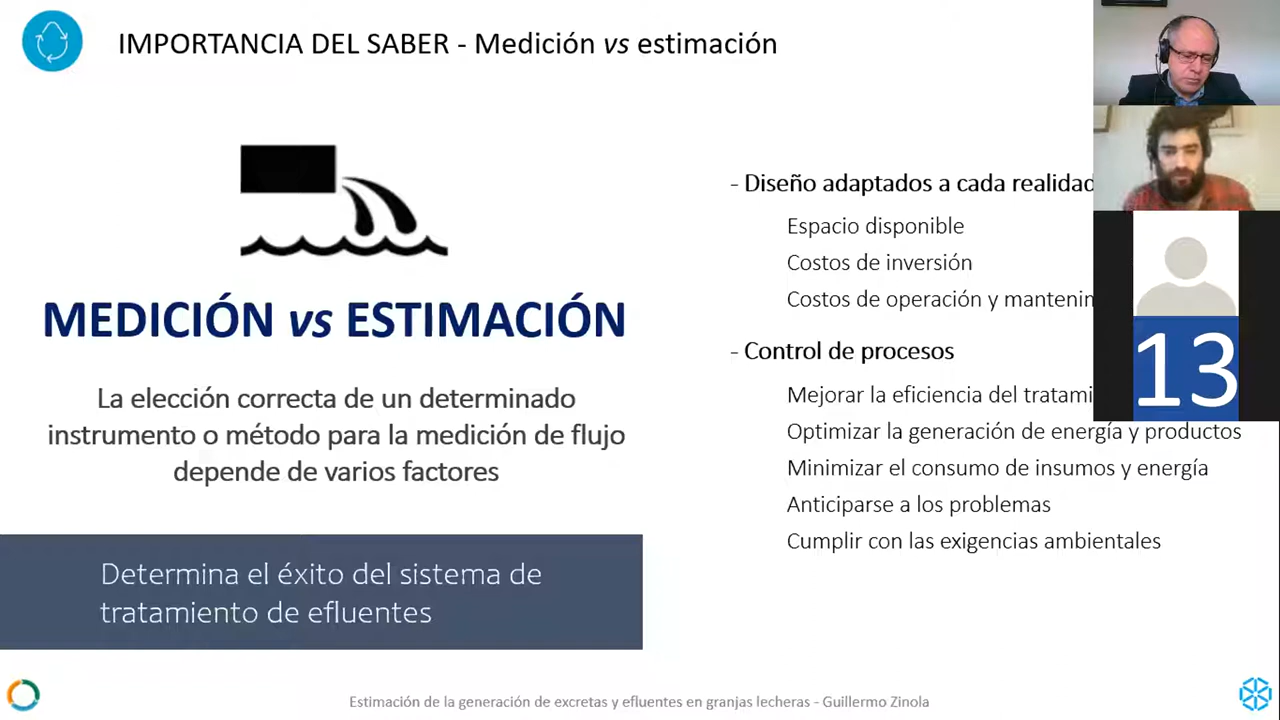 IMPORTANCIA DEL SABER - Medición vs estimación
MEDICIÓN vs ESTIMACIÓN
La elección correcta de un determinado
instrumento o método para la medición de flujo
depende de varios factores
Determina el éxito del sistema de
tratamiento de efluentes
- Diseño adaptados a cada realidad
Espacio disponible
Costos de inversión
Costos de operación y
- Control de procesos
Mejorar la eficiencia del
Optimizar la generación de energía y productos
Minimizar el consumo de insumos y energía
Anticiparse a los problemas
Cumplir con las exigencias ambientales
13
Estimación de la generación de excretas y efluentes en granjas lecheras - Guillermo Zinola